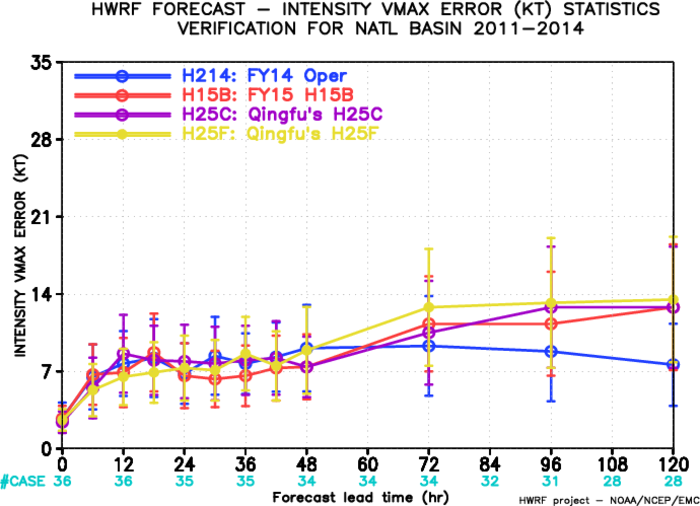 HWRF FORECAST – INTENSITY VMAX ERROR (KT) STATISTICS
VERIFICATION FOR NATL BASIN 2011–2014
INTENSITY VMAX ERROR (KT)
35
28
21
14
7
0
H214: FY14 Oper
H15B: FY15 H15B
H25C: Qingfu's H25C
H25F: Qingfu's H25F
0 12 24 36 48 60 72 84 96 108 120
#CASE 36 36 35 35 34 34 34 32 31 28 28
Forecast lead time (hr)
HWRF project – NOAA/NCEP/EMC